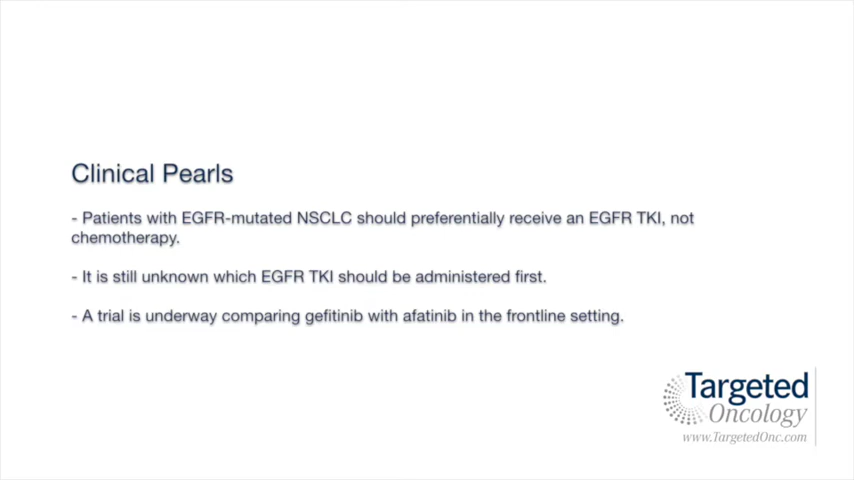 Clinical Pearls
- Patients with EGFR-mutated NSCLC should preferentially receive an EGFR TKI, not
chemotherapy.
- It is still unknown which EGFR TKI should be administered first.
- A trial is underway comparing gefitinib with afatinib in the frontline setting.
Targeted
Oncology
www.TargetedOnc.com